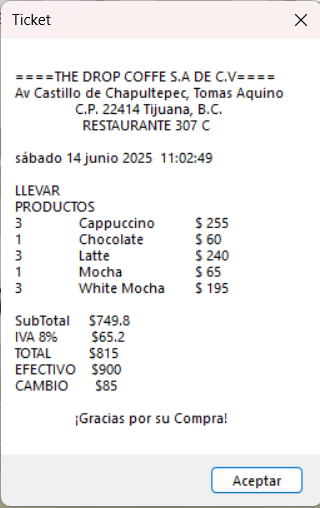 Ticket
====THE DROP COFFE S.A DE C.V====
Av Castillo de Chapultepec, Tomas Aquino
C.P. 22414 Tijuana, B.C.
RESTAURANTE 307 C
sábado 14 junio 2025 11:02:49
LLEVAR
PRODUCTOS
3 Cappuccino $ 255
1 Chocolate $ 60
3 Latte $ 240
1 Mocha $ 65
3 White Mocha $ 195
SubTotal $749.8
IVA 8% $65.2
TOTAL $815
EFECTIVO $900
CAMBIO $85
¡Gracias por su Compra!
Aceptar